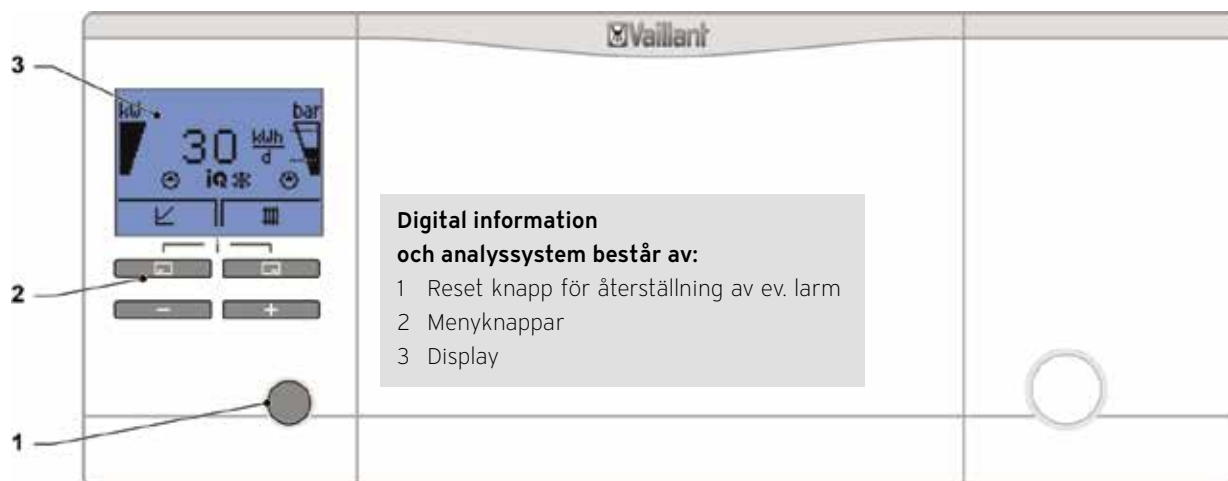 Vaillant
3
kW
bar
30 kWh/d
iQ
i
2
− +
1
Digital information
och analyssystem består av:
1 Reset knapp för återställning av ev. larm
2 Menyknappar
3 Display